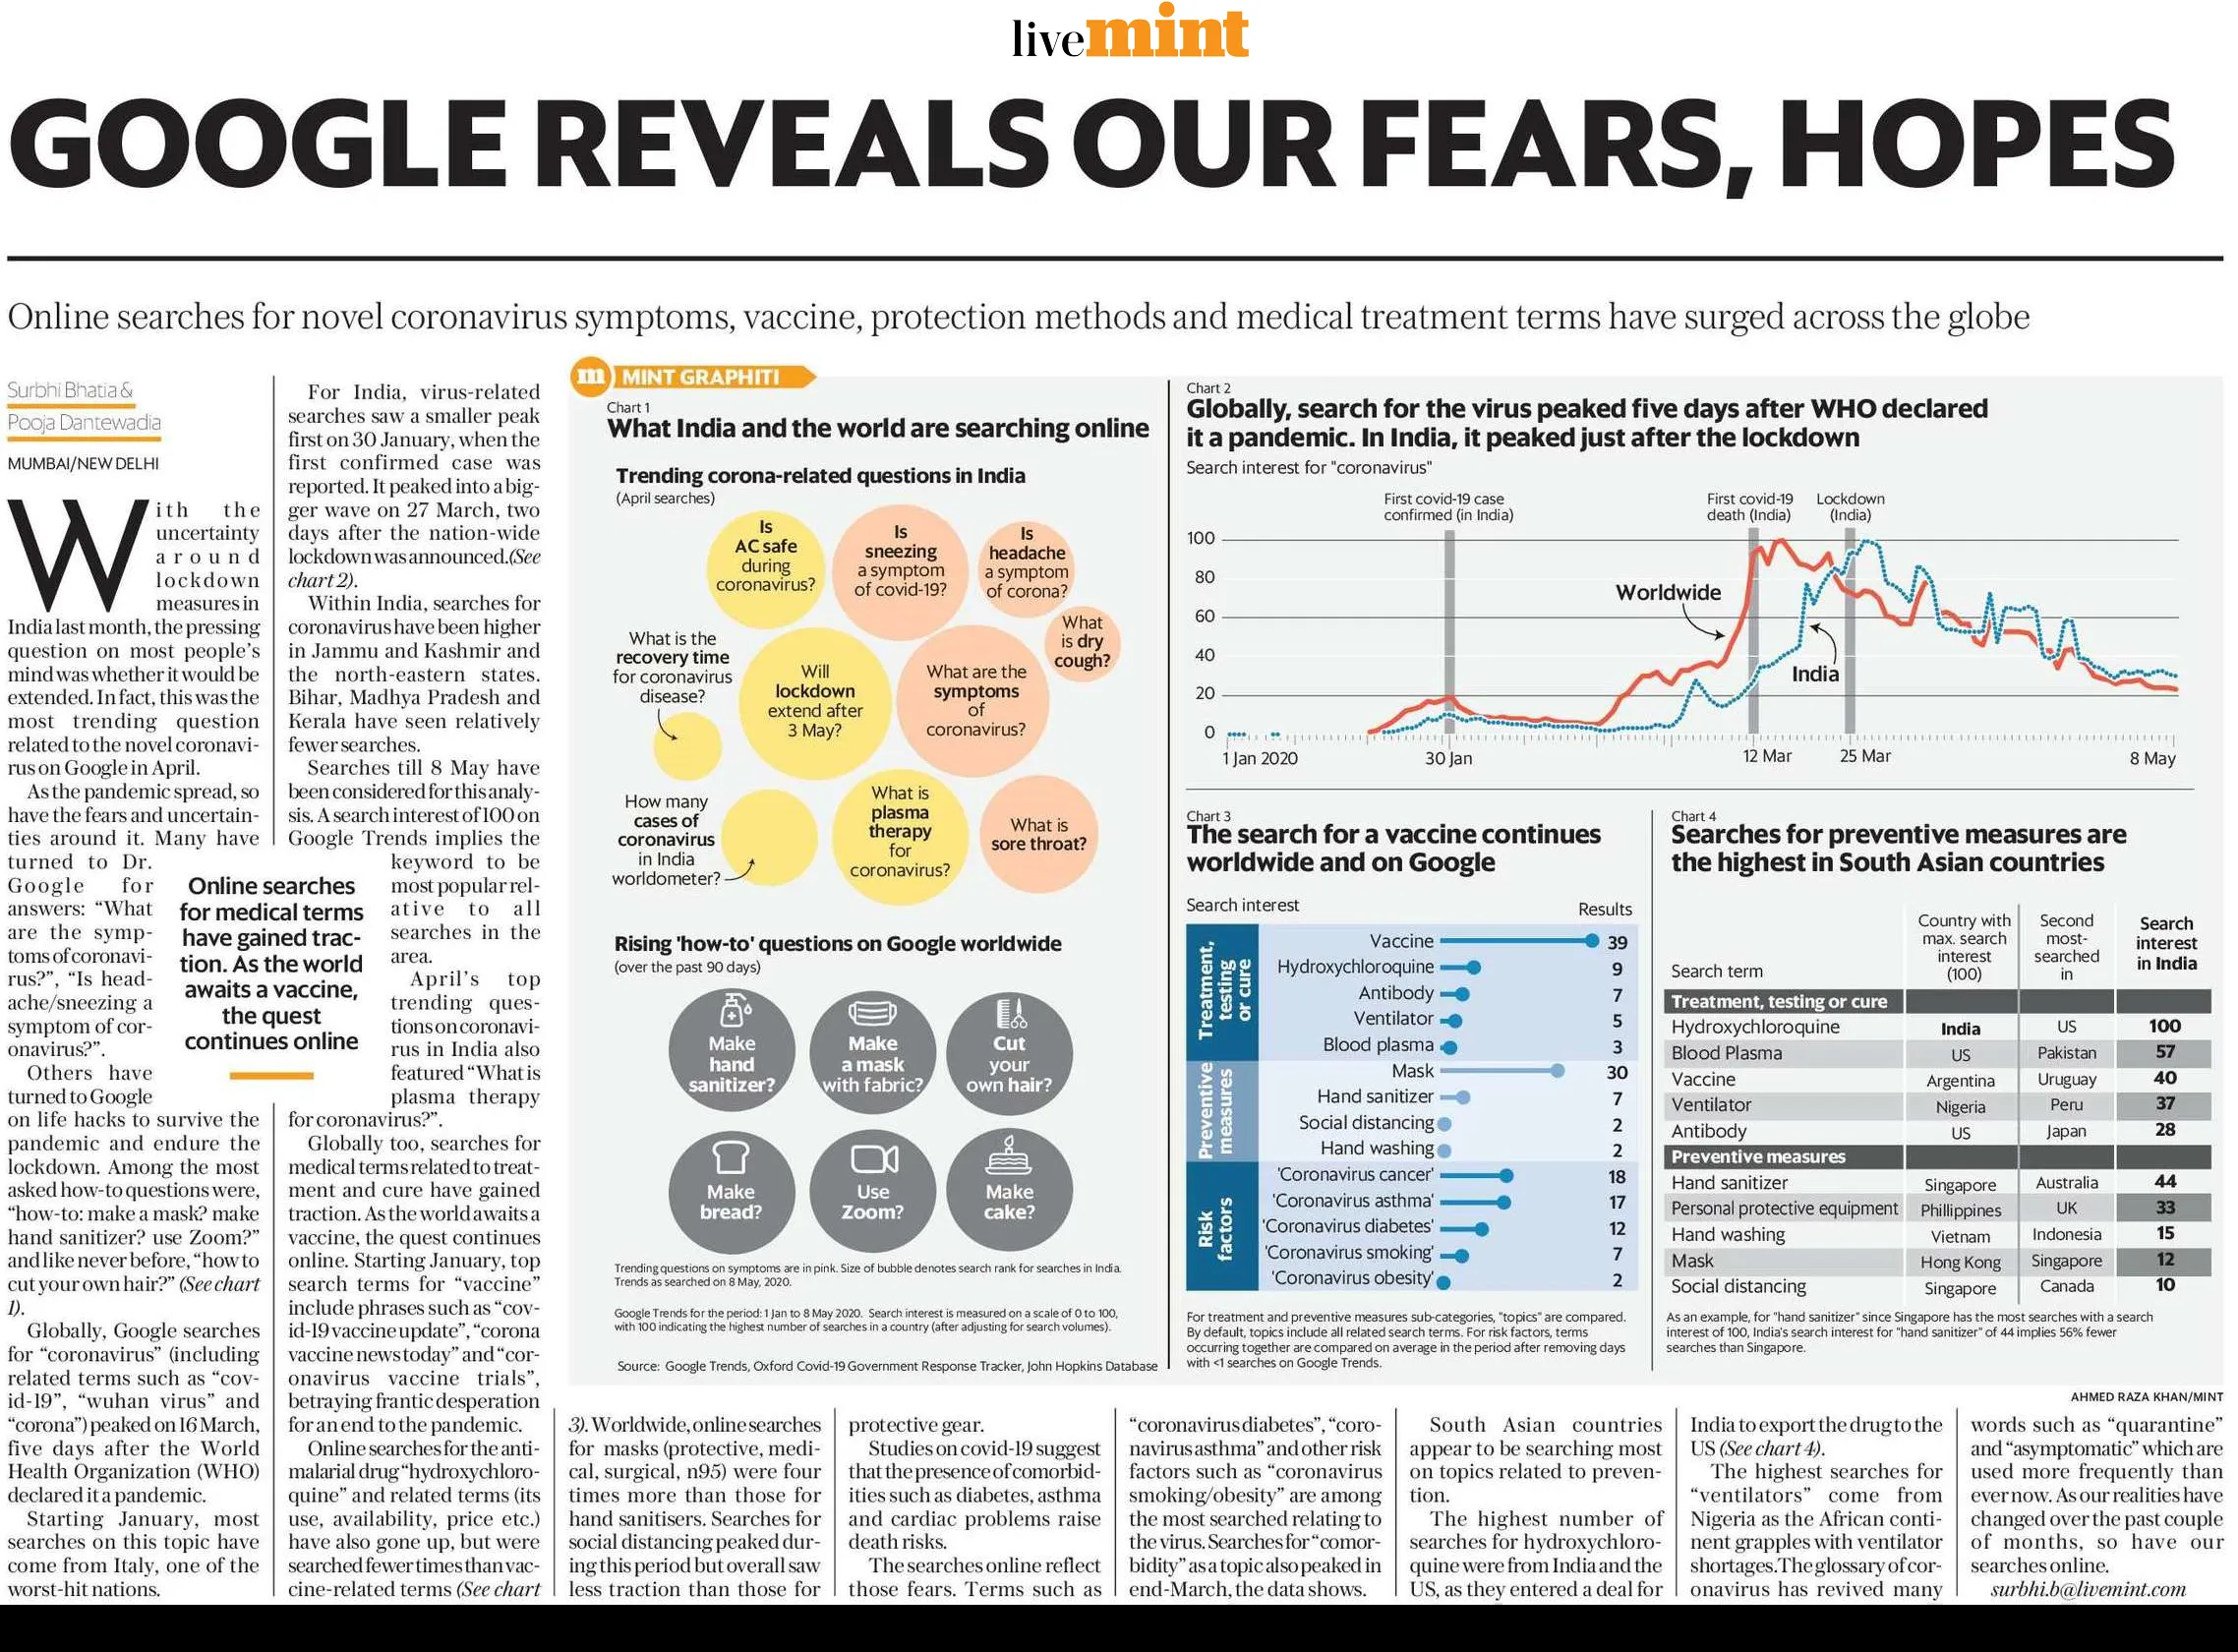 livemint
GOOGLE REVEALS OUR FEARS, HOPES
Online searches for novel coronavirus symptoms, vaccine, protection methods and medical treatment terms have surged across the globe
Surbhi Bhatia &
Pooja Dantewadia
MUMBAI/NEW DELHI
With the
uncertainty
around
lockdown
measures in
India last month, the pressing
question on most people's
mind was whether it would be
extended. In fact, this was the
most trending question
related to the novel coronavi-
rus on Google in April.
As the pandemic spread, so
have the fears and uncertain-
ties around it. Many have
turned to Dr.
Google for
answers: “What
are the symp-
toms of coronavi-
rus?”, “Is head-
ache/sneezing a
symptom of cor-
onavirus?”.
Others have
turned to Google
on life hacks to survive the
pandemic and endure the
lockdown. Among the most
asked how-to questions were,
“how-to: make a mask? make
hand sanitizer? use Zoom?”
and like never before, “how to
cut your own hair?” (See chart
1).
Globally, Google searches
for “coronavirus” (including
related terms such as “cov-
id-19”, “wuhan virus” and
“corona”) peaked on 16 March,
five days after the World
Health Organization (WHO)
declared it a pandemic.
Starting January, most
searches on this topic have
come from Italy, one of the
worst-hit nations.
For India, virus-related
searches saw a smaller peak
first on 30 January, when the
first confirmed case was
reported. It peaked into a big-
ger wave on 27 March, two
days after the nation-wide
lockdown was announced.(See
chart 2).
Within India, searches for
coronavirus have been higher
in Jammu and Kashmir and
the north-eastern states.
Bihar, Madhya Pradesh and
Kerala have seen relatively
fewer searches.
Searches till 8 May have
been considered for this analy-
sis. A search interest of 100 on
Google Trends implies the
keyword to be
most popular rel-
ative to all
searches in the
area.
April's top
trending ques-
tions on coronavi-
rus in India also
featured “What is
plasma therapy
for coronavirus?”.
Globally too, searches for
medical terms related to treat-
ment and cure have gained
traction. As the world awaits a
vaccine, the quest continues
online. Starting January, top
search terms for “vaccine”
include phrases such as “cov-
id-19 vaccine update”, “corona
vaccine news today” and “cor-
onavirus vaccine trials”,
betraying frantic desperation
for an end to the pandemic.
Online searches for the anti-
malarial drug “hydroxychloro-
quine” and related terms (its
use, availability, price etc.)
have also gone up, but were
searched fewer times than vac-
cine-related terms (See chart
Online searches
for medical terms
have gained trac-
tion. As the world
awaits a vaccine,
the quest
continues online
m MINT GRAPHITI
Chart 1
What India and the world are searching online
Trending corona-related questions in India
(April searches)
Is
AC safe
during
coronavirus?
Is
sneezing
a symptom
of covid-19?
Is
headache
a symptom
of corona?
What
is dry
cough?
What is the
recovery time
for coronavirus
disease?
Will
lockdown
extend after
3 May?
What are the
symptoms
of
coronavirus?
How many
cases of
coronavirus
in India
worldometer?
What is
plasma
therapy
for
coronavirus?
What is
sore throat?
Rising 'how-to' questions on Google worldwide
(over the past 90 days)
Make
hand
sanitizer?
Make
a mask
with fabric?
Cut
your
own hair?
Make
bread?
Use
Zoom?
Make
cake?
Trending questions on symptoms are in pink. Size of bubble denotes search rank for searches in India.
Trends as searched on 8 May, 2020.
Google Trends for the period: 1 Jan to 8 May 2020. Search interest is measured on a scale of 0 to 100,
with 100 indicating the highest number of searches in a country (after adjusting for search volumes).
Source: Google Trends, Oxford Covid-19 Government Response Tracker, John Hopkins Database
Chart 2
Globally, search for the virus peaked five days after WHO declared
it a pandemic. In India, it peaked just after the lockdown
Search interest for "coronavirus"
First covid-19 case
confirmed (in India)
First covid-19
death (India)
Lockdown
(India)
100
80
60
40
20
0
Worldwide
India
1 Jan 2020
30 Jan
12 Mar
25 Mar
8 May
Chart 3
The search for a vaccine continues
worldwide and on Google
Search interest Results
Treatment,
testing
or cure
Vaccine 39
Hydroxychloroquine 9
Antibody 7
Ventilator 5
Blood plasma 3
Preventive
measures
Mask 30
Hand sanitizer 7
Social distancing 2
Hand washing 2
Risk
factors
'Coronavirus cancer' 18
'Coronavirus asthma' 17
'Coronavirus diabetes' 12
'Coronavirus smoking' 7
'Coronavirus obesity' 2
For treatment and preventive measures sub-categories, "topics" are compared.
By default, topics include all related search terms. For risk factors, terms
occurring together are compared on average in the period after removing days
with <1 searches on Google Trends.
Chart 4
Searches for preventive measures are
the highest in South Asian countries
Search term
Country with
max. search
interest
(100)
Second
most-
searched
in
Search
interest
in India
Treatment, testing or cure
Hydroxychloroquine India US 100
Blood Plasma US Pakistan 57
Vaccine Argentina Uruguay 40
Ventilator Nigeria Peru 37
Antibody US Japan 28
Preventive measures
Hand sanitizer Singapore Australia 44
Personal protective equipment Phillippines UK 33
Hand washing Vietnam Indonesia 15
Mask Hong Kong Singapore 12
Social distancing Singapore Canada 10
As an example, for "hand sanitizer" since Singapore has the most searches with a search
interest of 100, India's search interest for "hand sanitizer" of 44 implies 56% fewer
searches than Singapore.
AHMED RAZA KHAN/MINT
3). Worldwide, online searches
for masks (protective, medi-
cal, surgical, n95) were four
times more than those for
hand sanitisers. Searches for
social distancing peaked dur-
ing this period but overall saw
less traction than those for
protective gear.
Studies on covid-19 suggest
that the presence of comorbid-
ities such as diabetes, asthma
and cardiac problems raise
death risks.
The searches online reflect
those fears. Terms such as
“coronavirus diabetes”, “coro-
navirus asthma” and other risk
factors such as “coronavirus
smoking/obesity” are among
the most searched relating to
the virus. Searches for “comor-
bidity” as a topic also peaked in
end-March, the data shows.
South Asian countries
appear to be searching most
on topics related to preven-
tion.
The highest number of
searches for hydroxychloro-
quine were from India and the
US, as they entered a deal for
India to export the drug to the
US (See chart 4).
The highest searches for
“ventilators” come from
Nigeria as the African conti-
nent grapples with ventilator
shortages.The glossary of cor-
onavirus has revived many
words such as “quarantine”
and “asymptomatic” which are
used more frequently than
ever now. As our realities have
changed over the past couple
of months, so have our
searches online.
surbhi.b@livemint.com